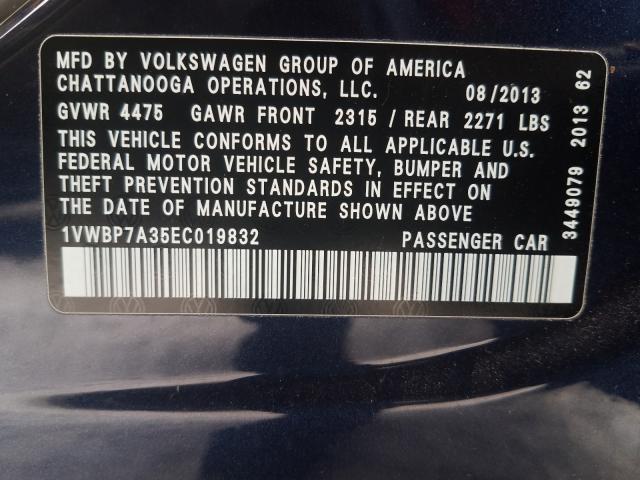 MFD BY VOLKSWAGEN GROUP OF AMERICA
CHATTANOOGA OPERATIONS, LLC. 08/2013
GVWR 4475 GAWR FRONT 2315 / REAR 2271 LBS
THIS VEHICLE CONFORMS TO ALL APPLICABLE U.S.
FEDERAL MOTOR VEHICLE SAFETY, BUMPER AND
THEFT PREVENTION STANDARDS IN EFFECT ON
THE DATE OF MANUFACTURE SHOWN ABOVE
1VWBP7A35EC019832 PASSENGER CAR
3449079 2013 62